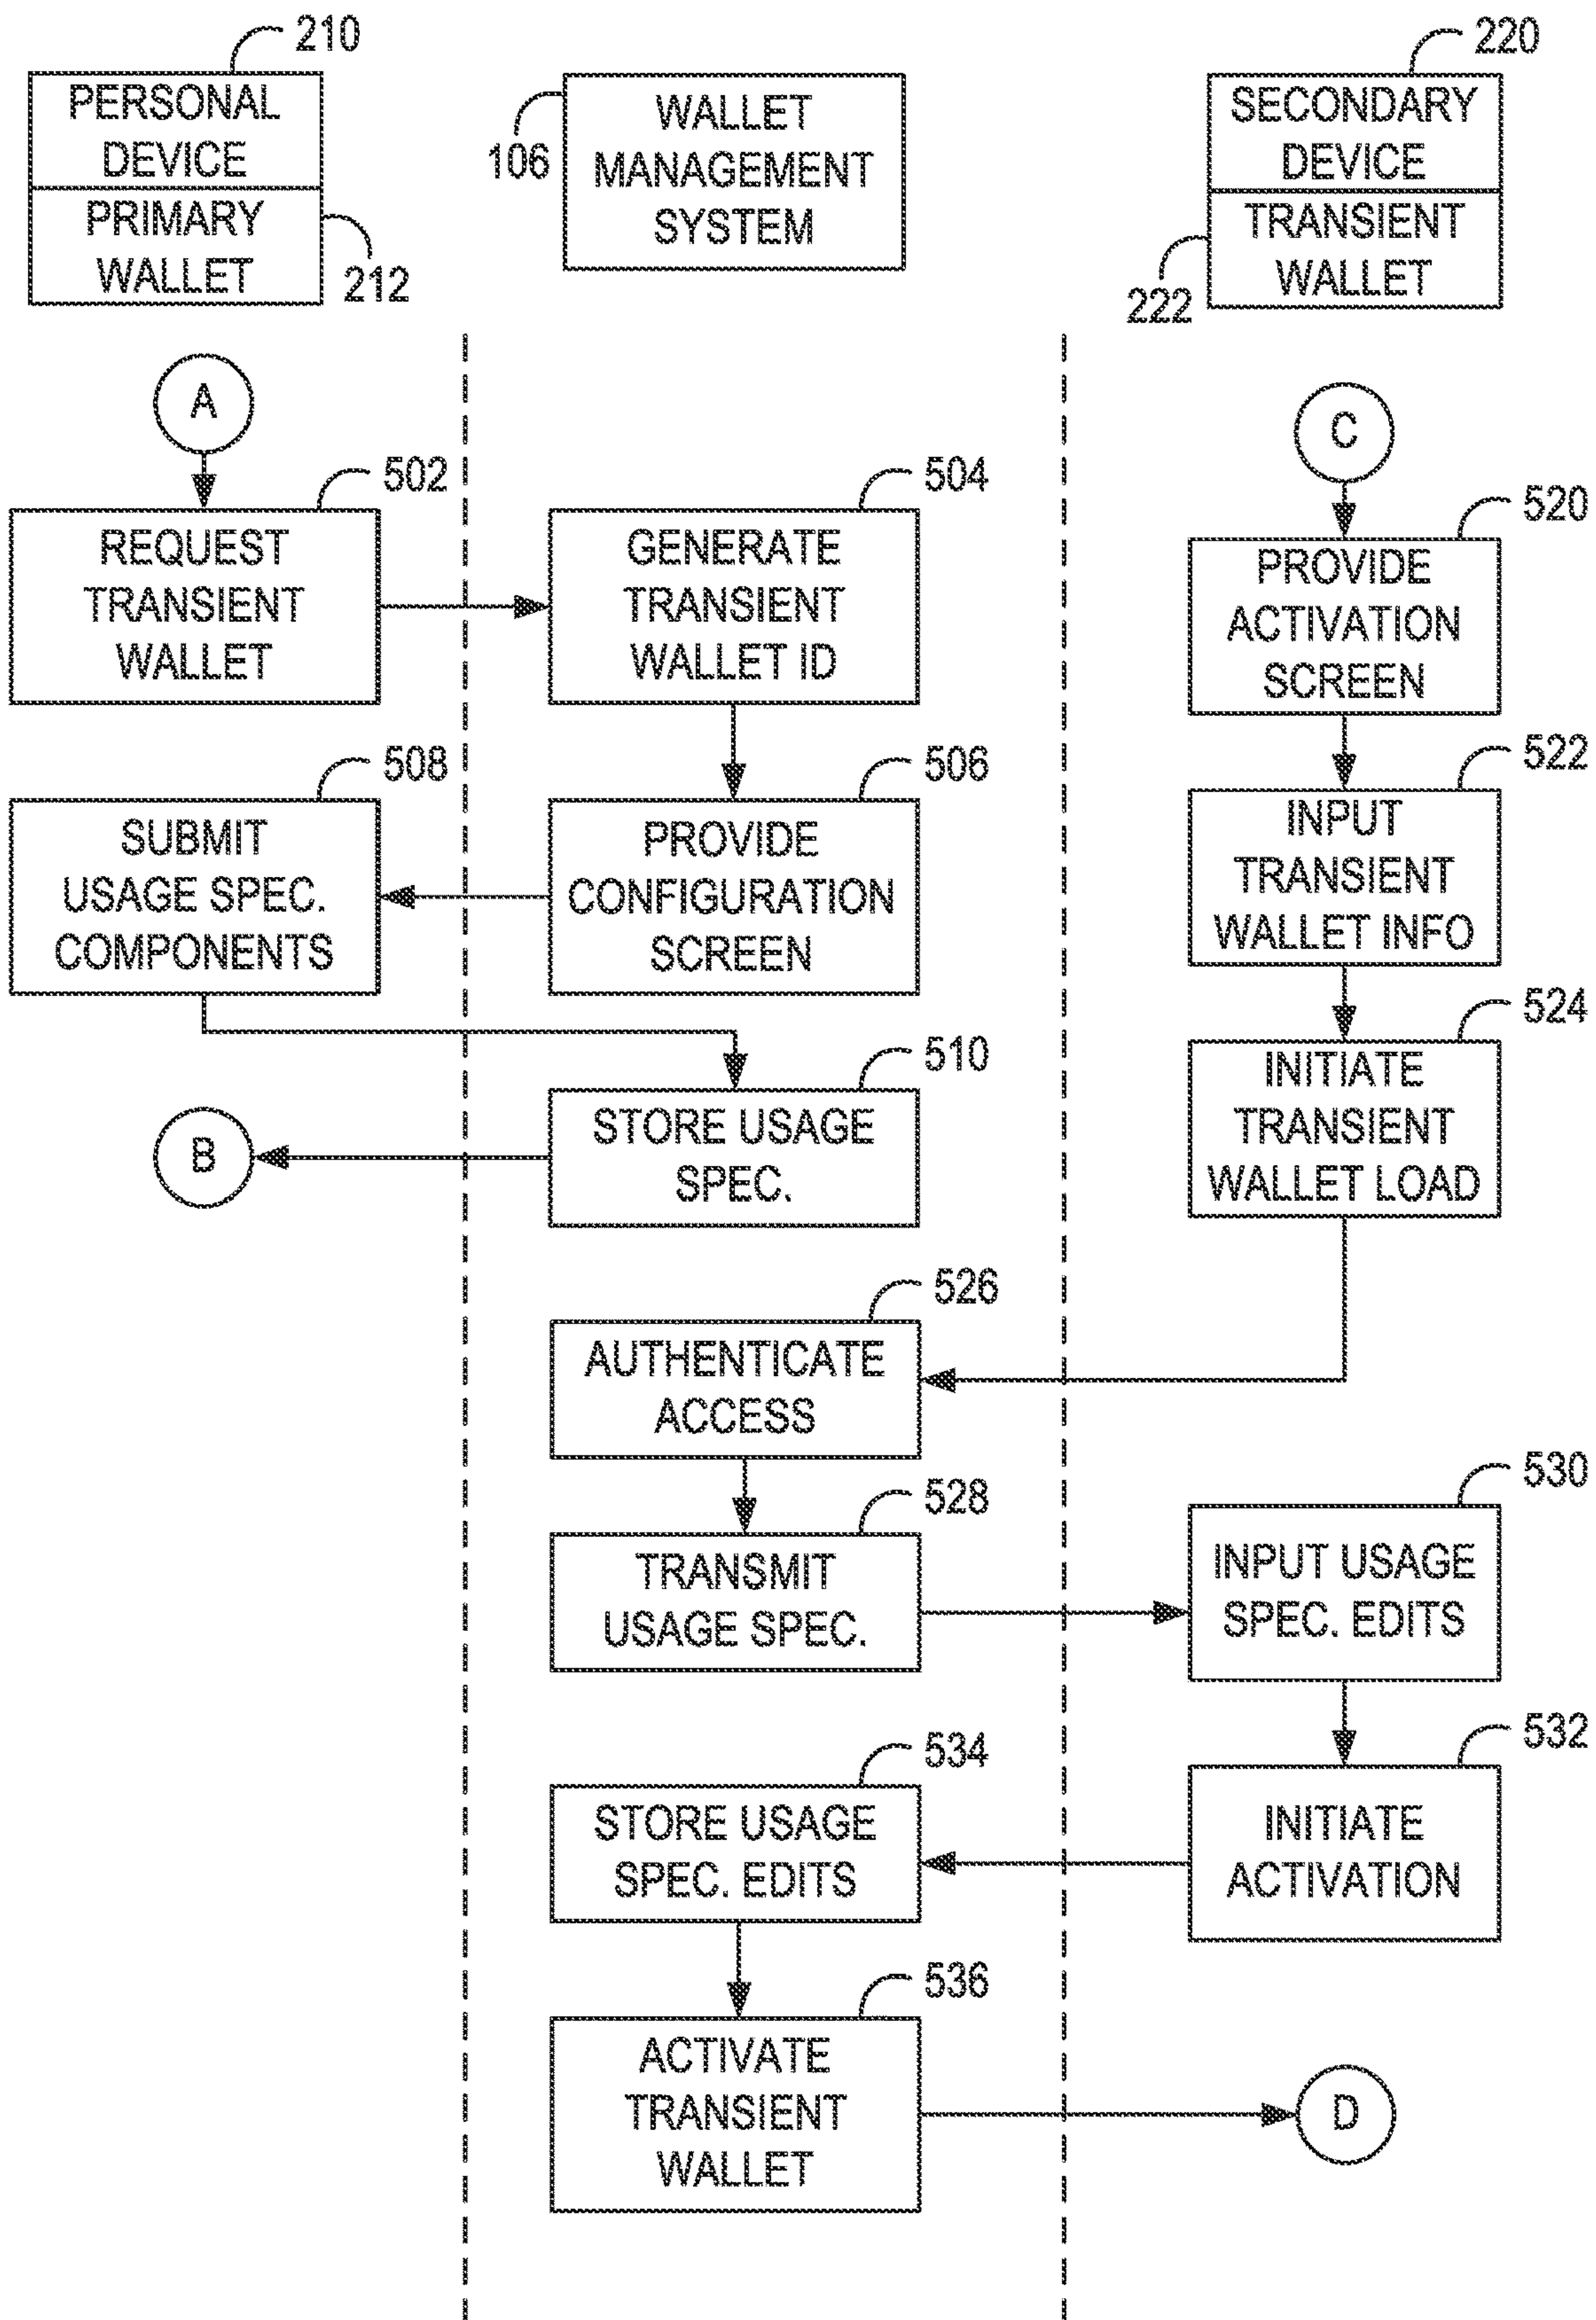 210
PERSONAL
DEVICE
PRIMARY
WALLET
212
106
WALLET
MANAGEMENT
SYSTEM
220
SECONDARY
DEVICE
TRANSIENT
WALLET
222
A
502
REQUEST
TRANSIENT
WALLET
504
GENERATE
TRANSIENT
WALLET ID
C
520
PROVIDE
ACTIVATION
SCREEN
508
SUBMIT
USAGE SPEC.
COMPONENTS
506
PROVIDE
CONFIGURATION
SCREEN
522
INPUT
TRANSIENT
WALLET INFO
510
STORE USAGE
SPEC.
B
524
INITIATE
TRANSIENT
WALLET LOAD
526
AUTHENTICATE
ACCESS
528
TRANSMIT
USAGE SPEC.
530
INPUT USAGE
SPEC. EDITS
532
INITIATE
ACTIVATION
534
STORE USAGE
SPEC. EDITS
536
ACTIVATE
TRANSIENT
WALLET
D